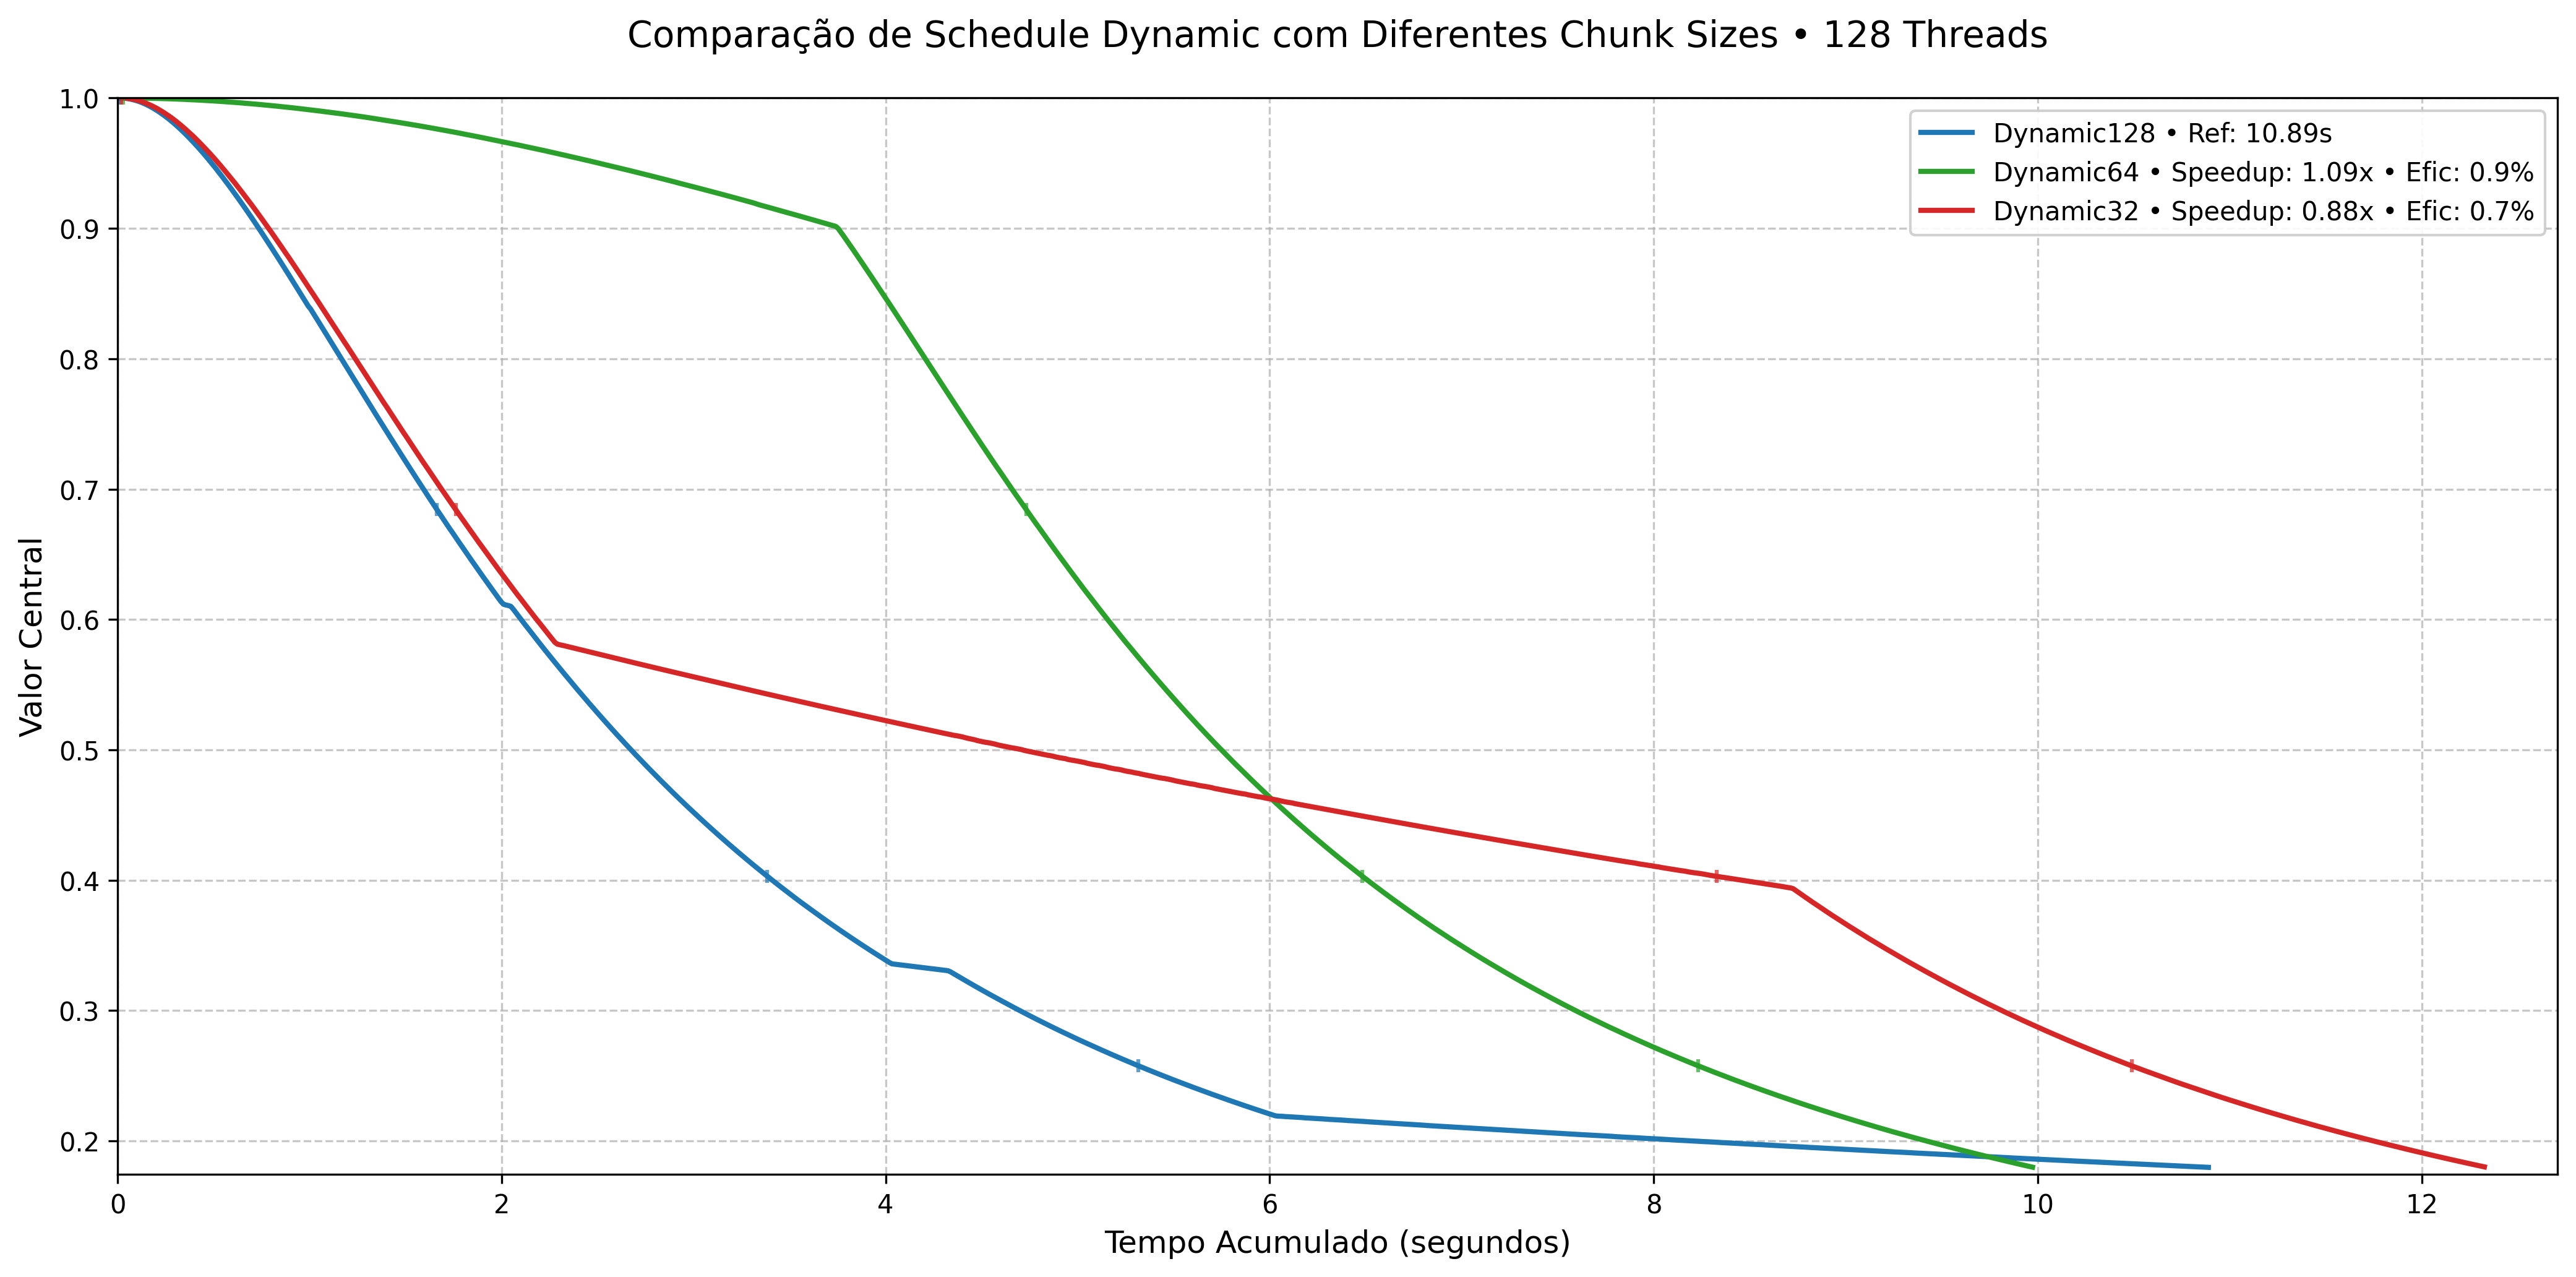 Comparação de Schedule Dynamic com Diferentes Chunk Sizes • 128 Threads
Dynamic128 • Ref: 10.89s
Dynamic64 • Speedup: 1.09x • Efic: 0.9%
Dynamic32 • Speedup: 0.88x • Efic: 0.7%
Valor Central
1.0
0.9
0.8
0.7
0.6
0.5
0.4
0.3
0.2
0 2 4 6 8 10 12
Tempo Acumulado (segundos)